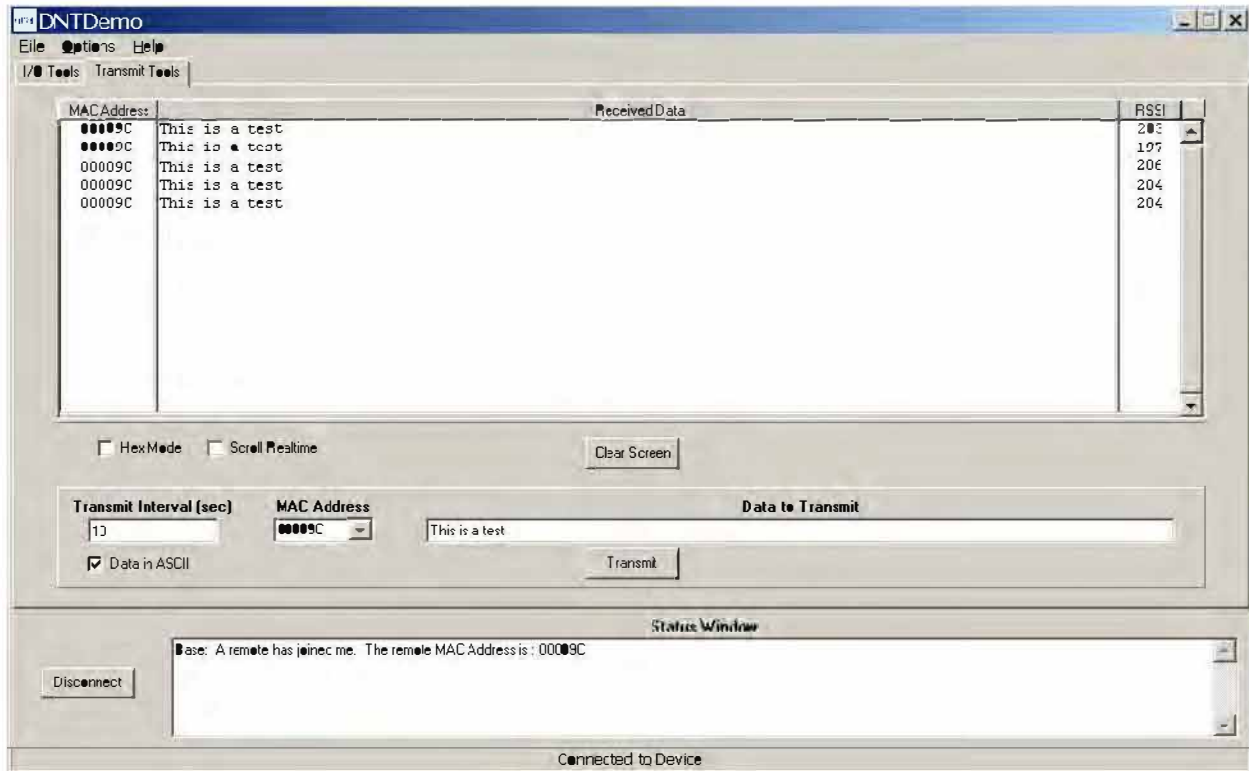 DNTDemo
File Options Help
I/O Tools Transmit Tools
MAC Address Received Data RSSI
00009C This is a test 203
00009C This is a test 197
00009C This is a test 206
00009C This is a test 204
00009C This is a test 204
Hex Mode Scroll Realtime Clear Screen
Transmit Interval (sec) MAC Address Data to Transmit
10 00009C This is a test
Data in ASCII Transmit
Status Window
Base: A remote has joined me. The remote MAC Address is : 00009C
Disconnect
Connected to Device